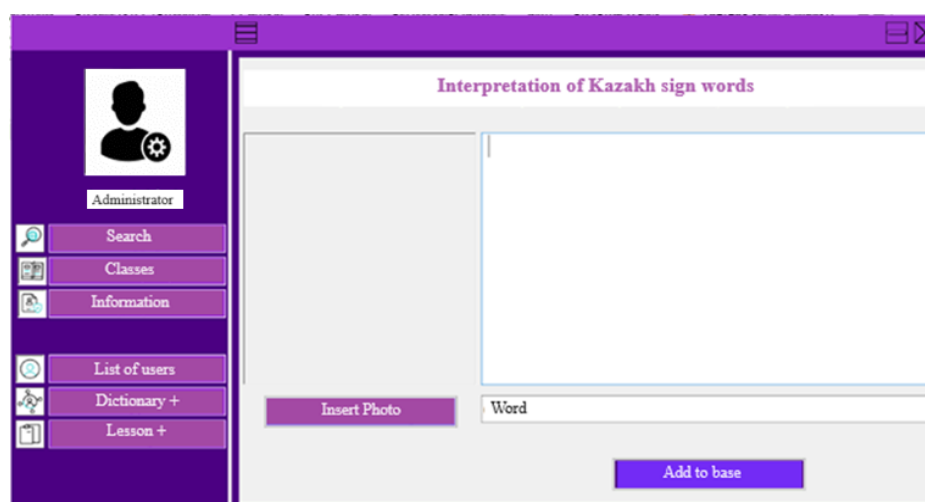 Interpretation of Kazakh sign words
Administrator
Search
Classes
Information
List of users
Dictionary +
Lesson +
Insert Photo
Word
Add to base